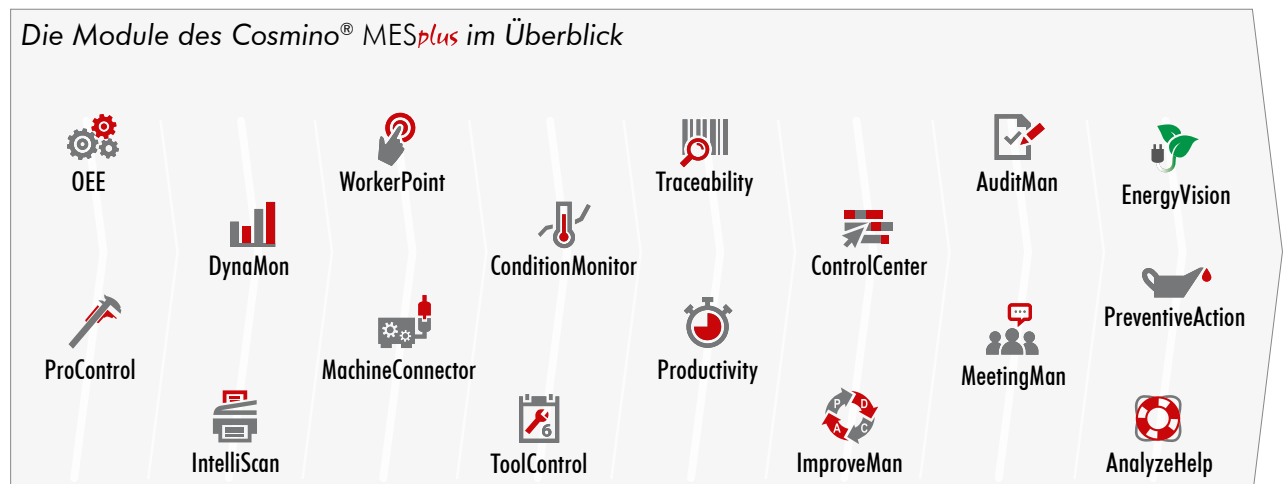 Die Module des Cosmino® MESplus im Überblick
OEE
WorkerPoint
Traceability
AuditMan
EnergyVision
DynaMon
ConditionMonitor
ControlCenter
PreventiveAction
ProControl
MachineConnector
Productivity
MeetingMan
IntelliScan
6
ToolControl
P D
A C
ImproveMan
AnalyzeHelp